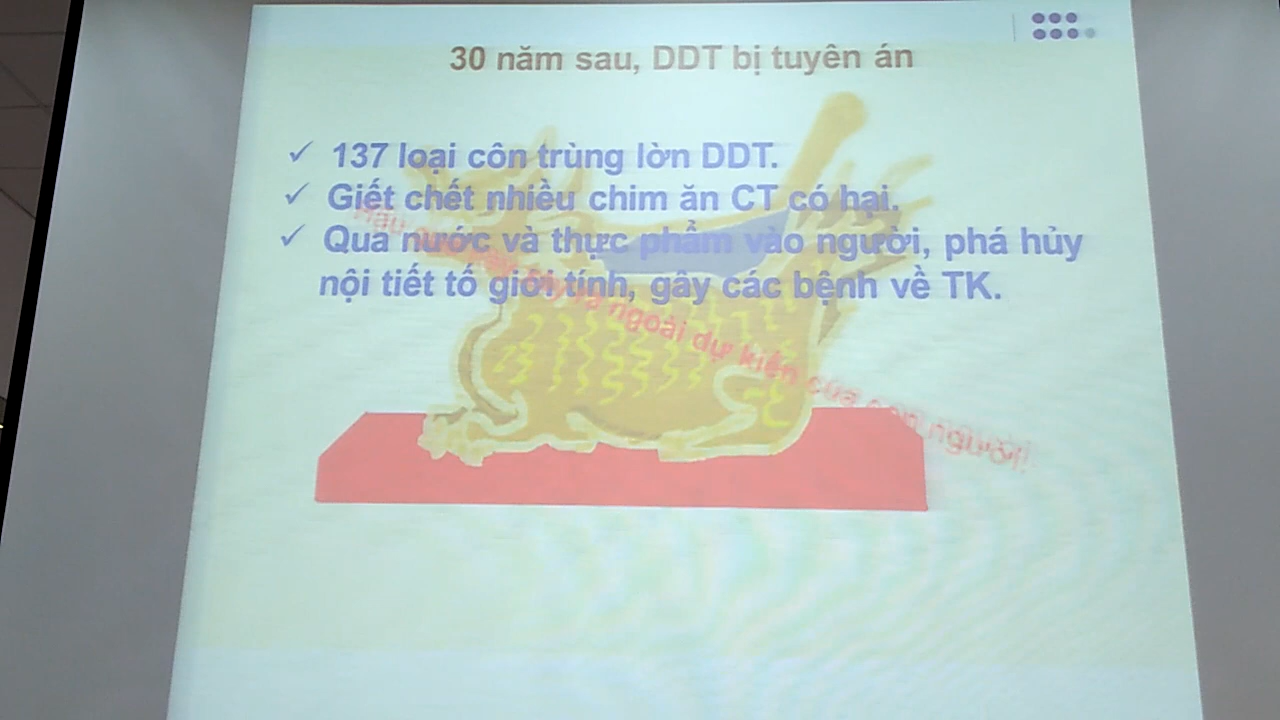 30 năm sau, DDT bị tuyên án
✓ 137 loại côn trùng lờn DDT.
✓ Giết chết nhiều chim ăn CT có hại.
✓ Qua nước và thực phẩm vào người, phá hủy
nội tiết tố giới tính, gây các bệnh về TK.
ra ngoài dự kiến của con người!